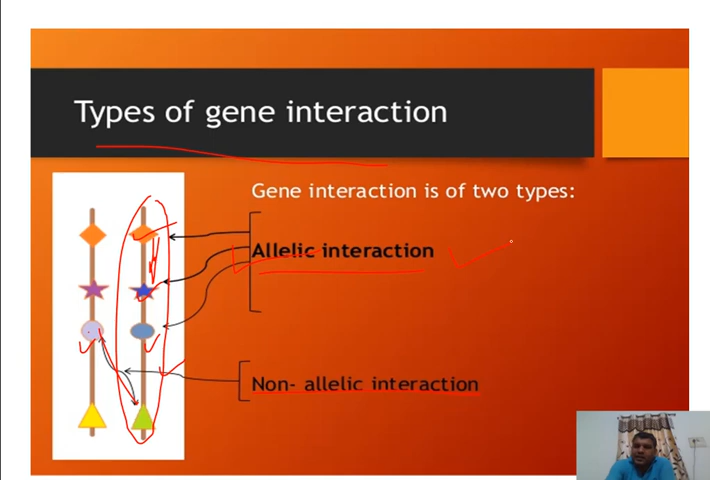 Types of gene interaction
Gene interaction is of two types:
Allelic interaction
Non- allelic interaction